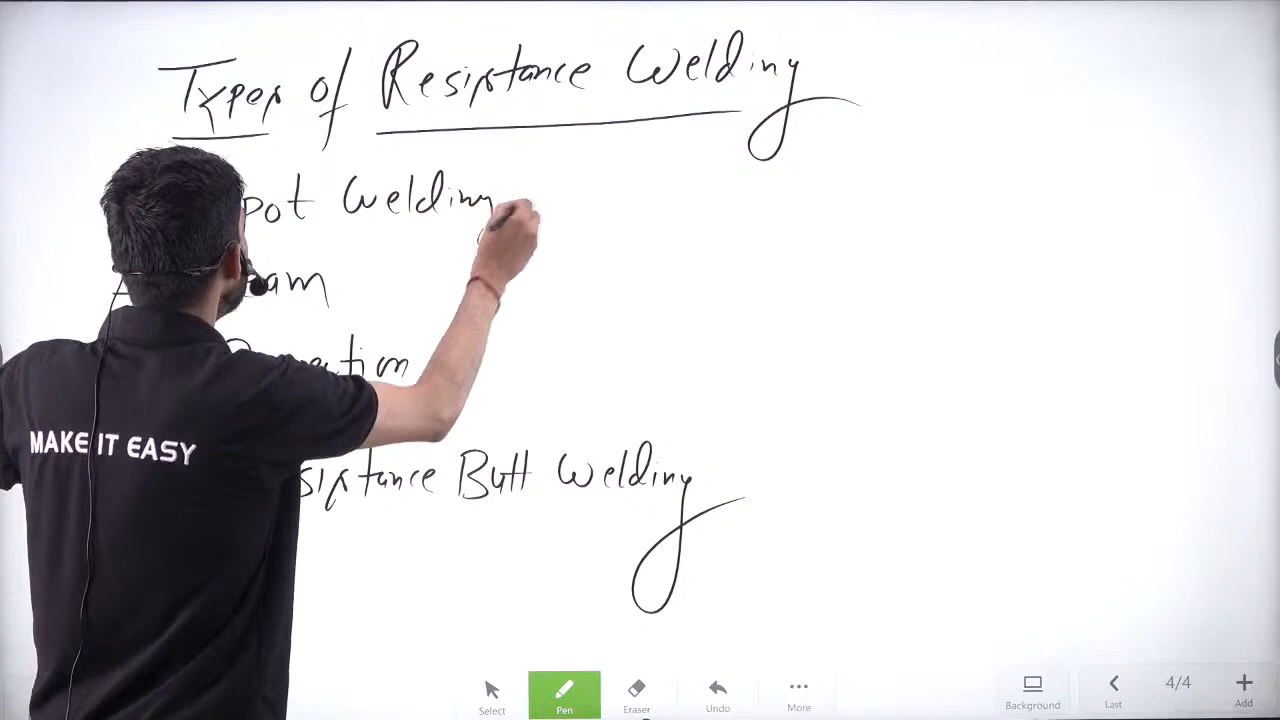 Types of Resistance Welding
pot Welding
am
ction
sistance Butt Welding
MAKE IT EASY
Select
Pen
Eraser
Undo
More
Background
Last
4/4
Add